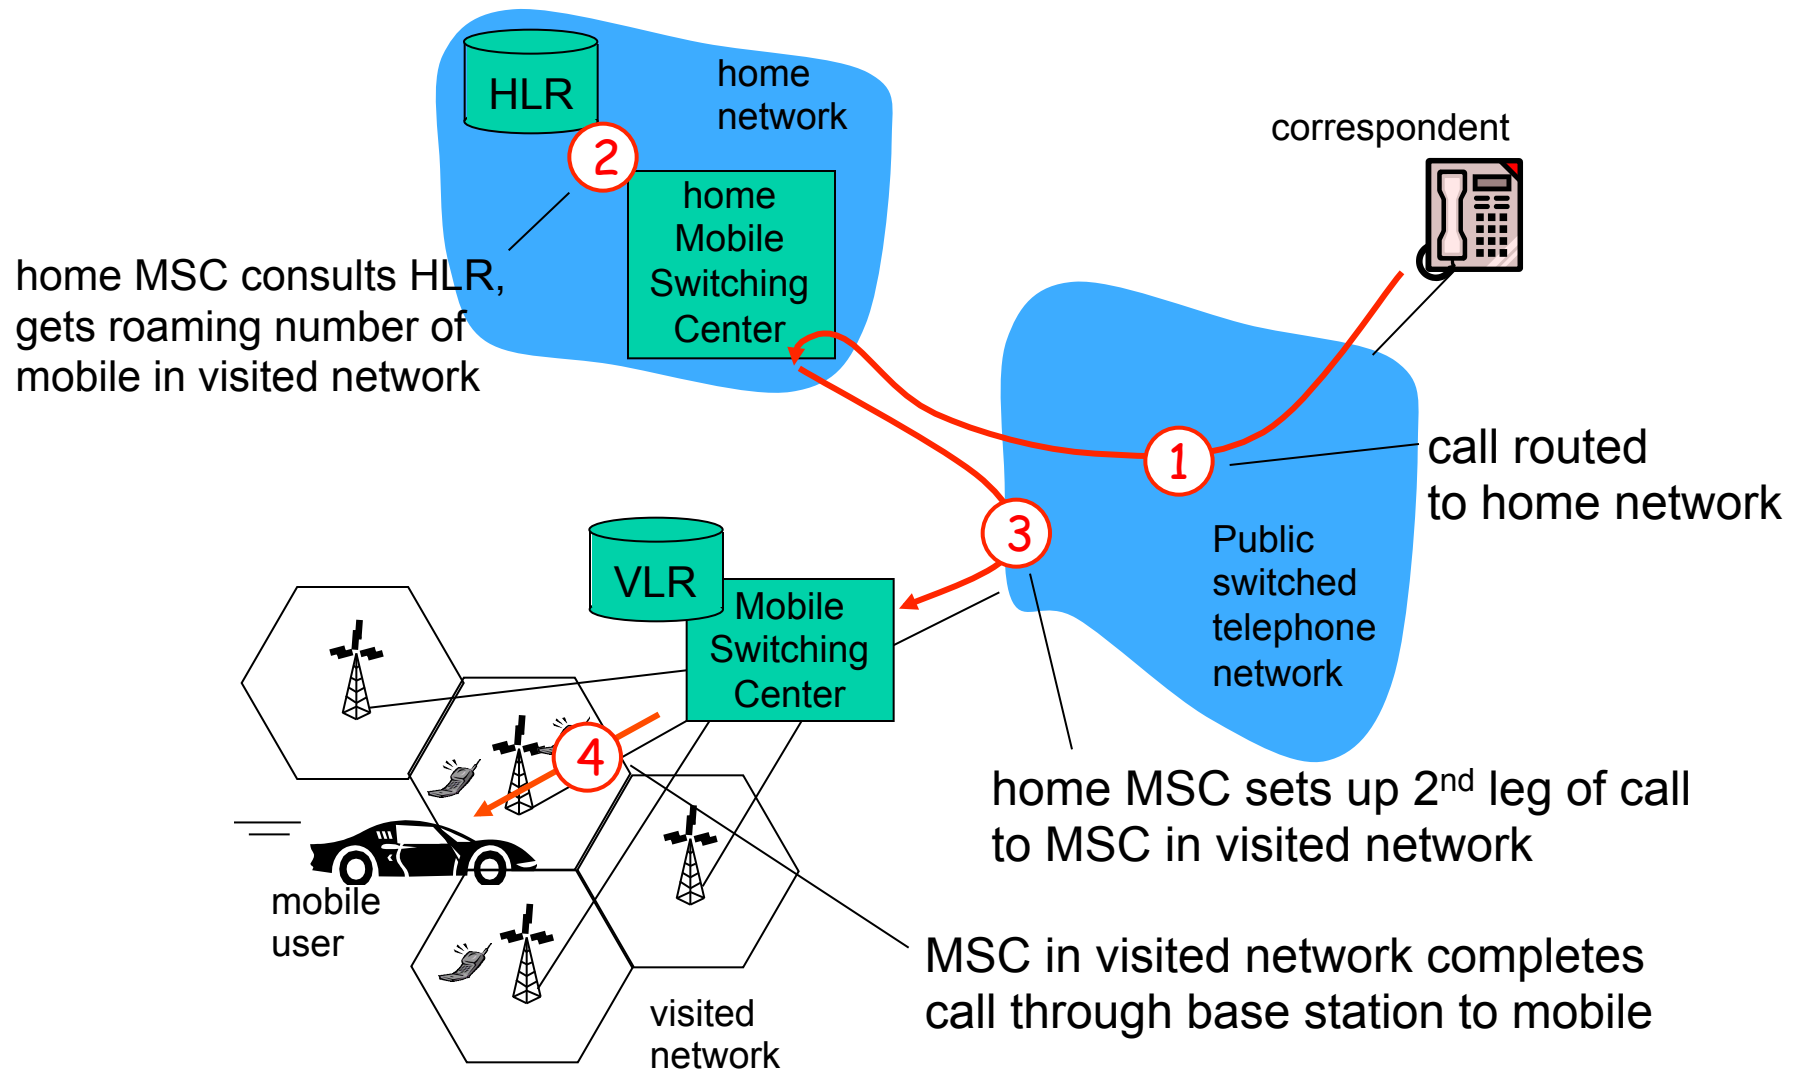 HLR
home
network
2
home
Mobile
Switching
Center
correspondent
home MSC consults HLR,
gets roaming number of
mobile in visited network
1
call routed
to home network
3
Public
switched
telephone
network
VLR
Mobile
Switching
Center
4
home MSC sets up 2nd leg of call
to MSC in visited network
mobile
user
MSC in visited network completes
call through base station to mobile
visited
network